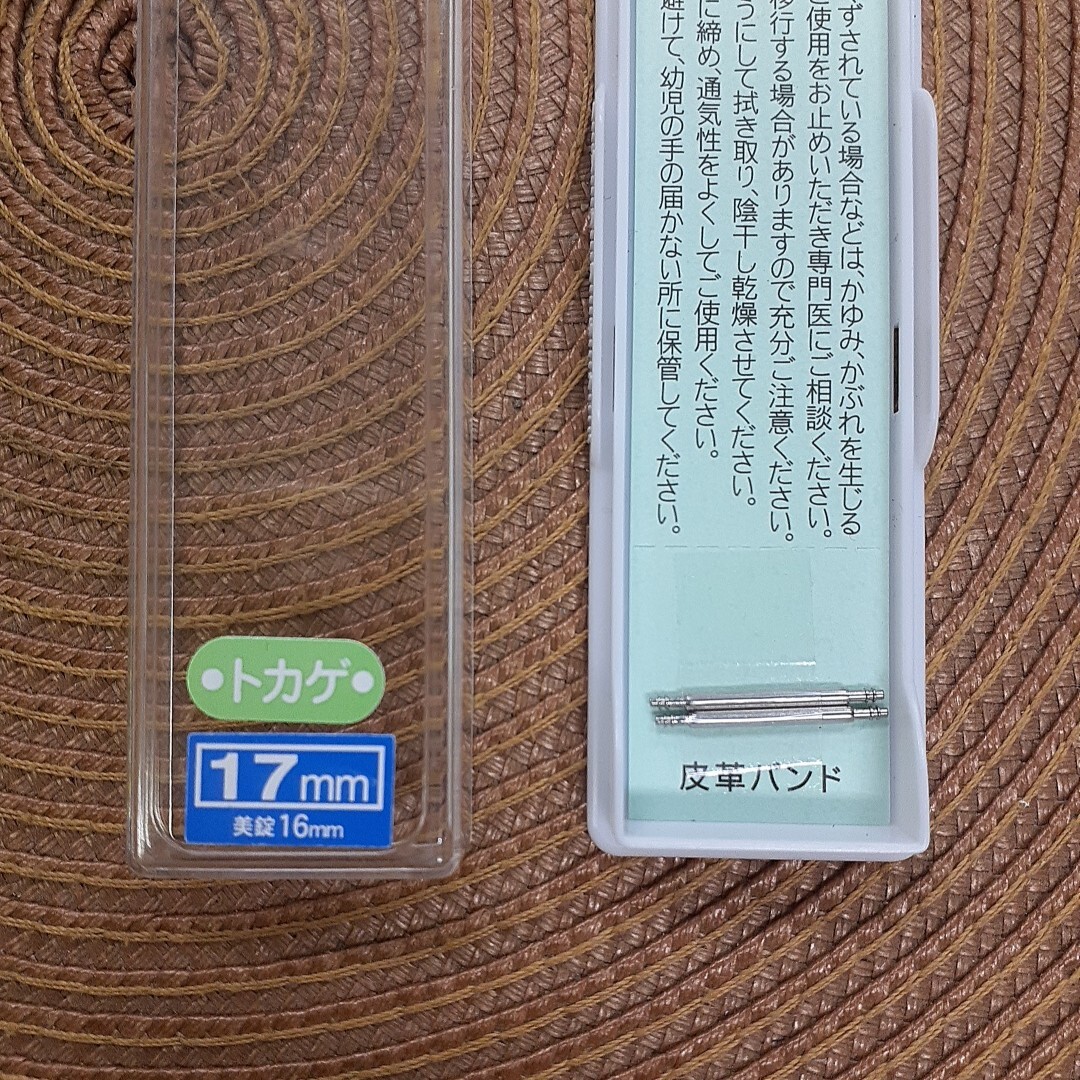 •トカゲ•
17mm
美錠16mm
ずされている場合などは、かゆみ、かぶれを生じる
ご使用をお止めいただき専門医にご相談ください。
移行する場合がありますので充分ご注意ください。
うにして拭き取り、陰干し乾燥させてください。
に締め、通気性をよくしてご使用ください。
避けて、幼児の手の届かない所に保管してください。
皮革バンド